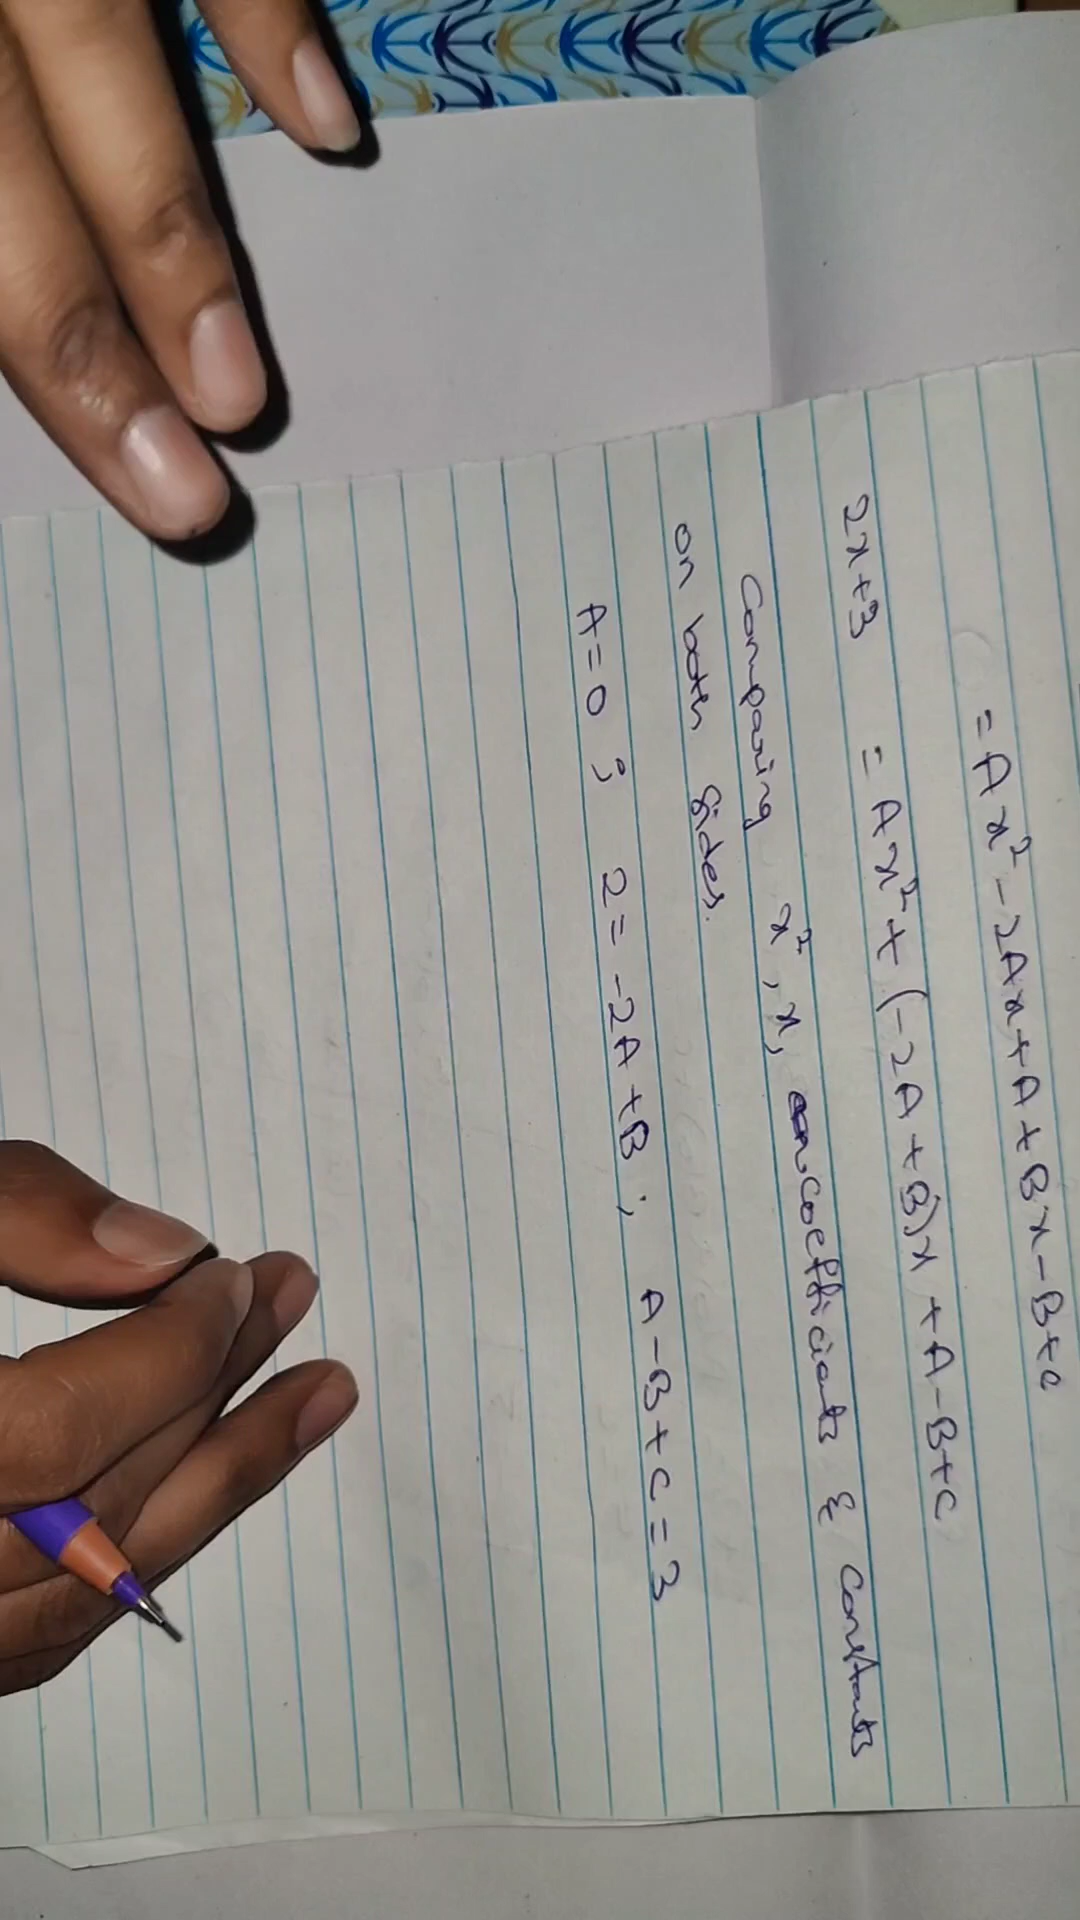 = Ax² - 2Ax + A + Bx - B + C
2x+3 = Ax² + (-2A + B)x + A - B + C
Comparing x², x, coefficients & constants
on both sides.
A = 0 ; 2 = -2A + B ; A - B + C = 3